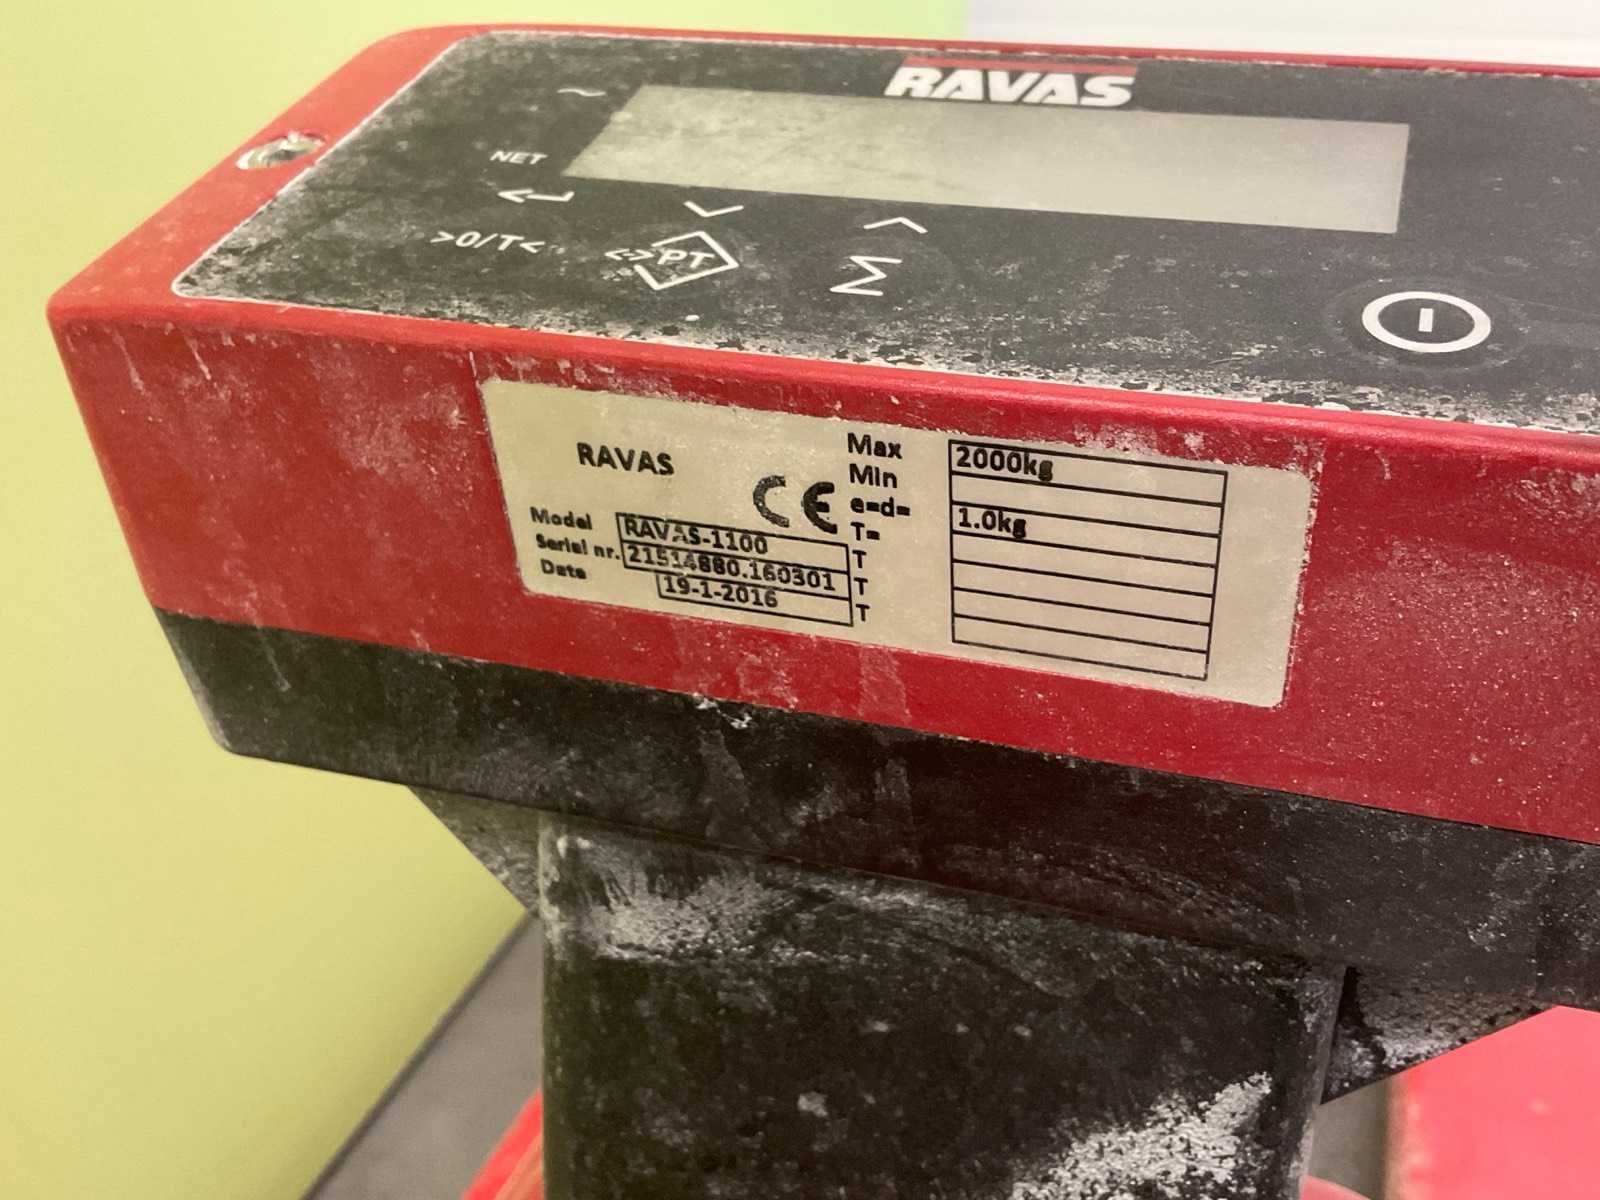 RAVAS
NET
>0/T<
<->PT
Σ
RAVAS
CE
Model RAVAS-1100
Serial nr. 21514880.160301
Date 19-1-2016
Max 2000kg
Min
e=d= 1.0kg
T=
T
T
T